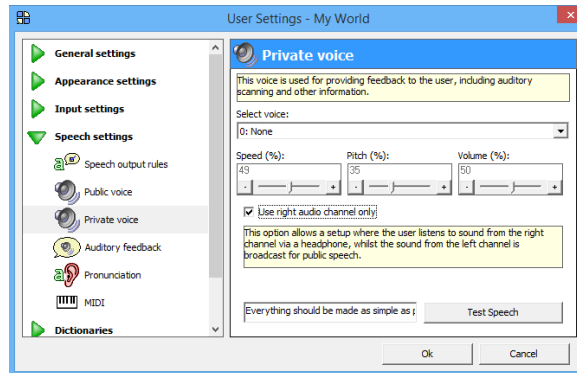 User Settings - My World
General settings
Appearance settings
Input settings
Speech settings
Speech output rules
Public voice
Private voice
Auditory feedback
Pronunciation
MIDI
Dictionaries
Private voice
This voice is used for providing feedback to the user, including auditory
scanning and other information.
Select voice:
0: None
Speed (%): Pitch (%): Volume (%):
49 35 50
- + - + - +
Use right audio channel only
This option allows a setup where the user listens to sound from the right
channel via a headphone, whilst the sound from the left channel is
broadcast for public speech.
Everything should be made as simple as
Test Speech
Ok Cancel